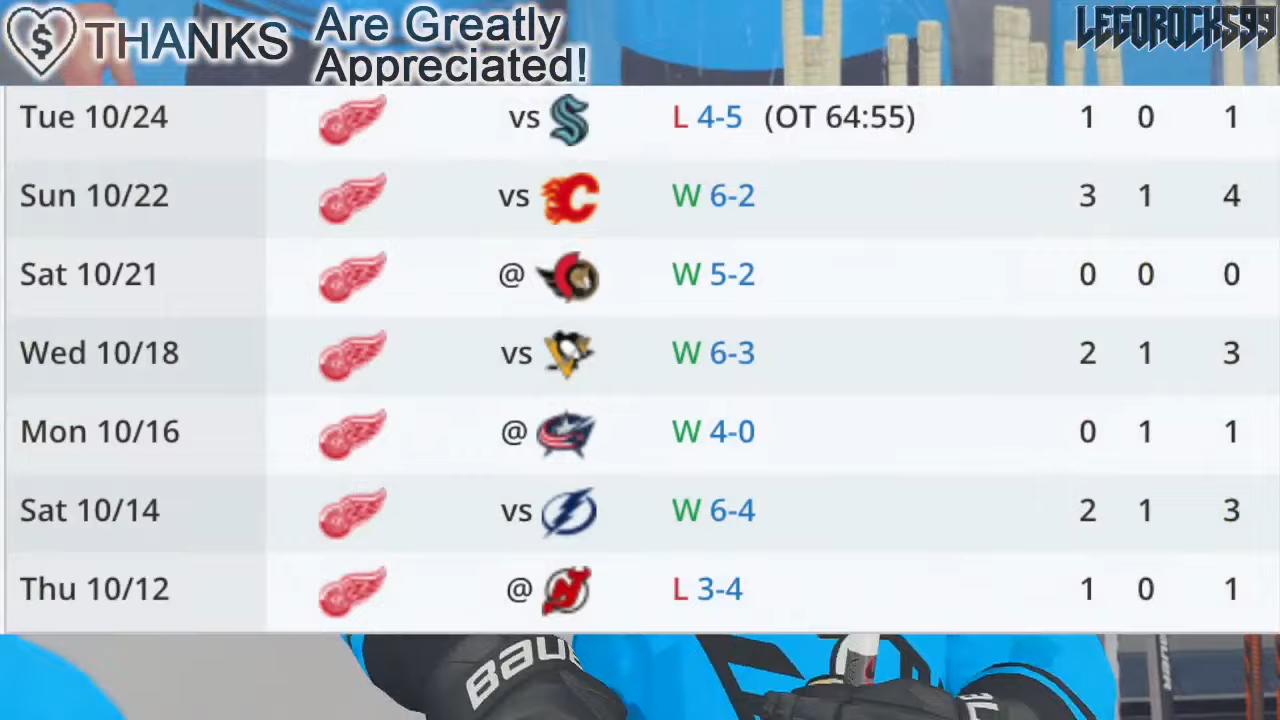 $ THANKS Are Greatly
Appreciated!
LEGOROCKS99
Tue 10/24 vs L 4-5 (OT 64:55) 1 0 1
Sun 10/22 vs W 6-2 3 1 4
Sat 10/21 @ W 5-2 0 0 0
Wed 10/18 vs W 6-3 2 1 3
Mon 10/16 @ W 4-0 0 1 1
Sat 10/14 vs W 6-4 2 1 3
Thu 10/12 @ L 3-4 1 0 1